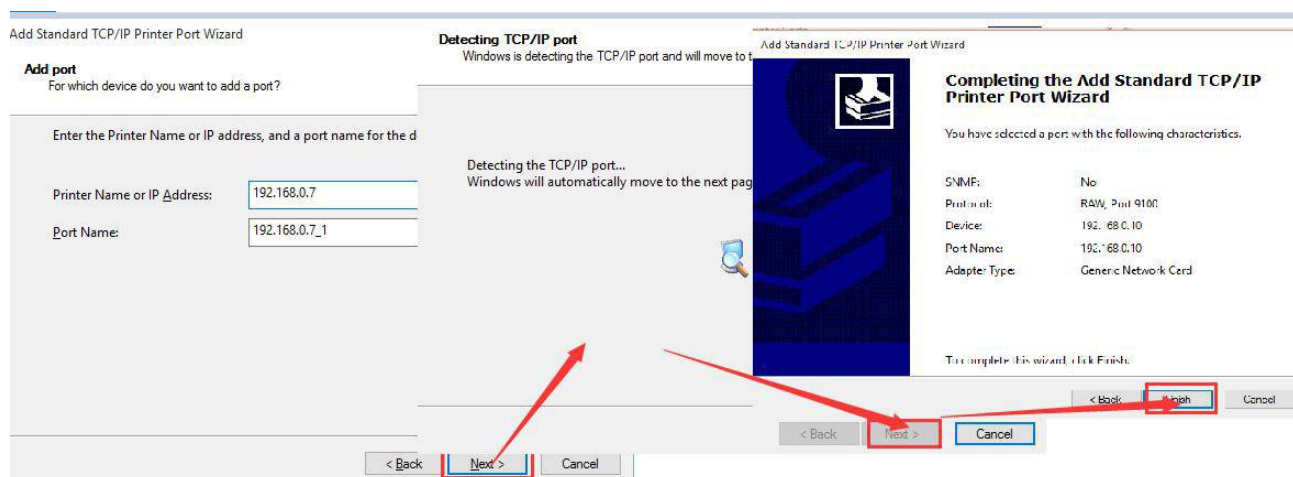 Add Standard TCP/IP Printer Port Wizard
Add port
For which device do you want to add a port?
Enter the Printer Name or IP address, and a port name for the d
Printer Name or IP Address:
192.168.0.7
Port Name:
192.168.0.7_1
< Back
Next >
Cancel
Detecting TCP/IP port
Windows is detecting the TCP/IP port and will move to t
Detecting the TCP/IP port...
Windows will automatically move to the next pag
< Back
Next >
Cancel
Add Standard TCP/IP Printer Port Wizard
Completing the Add Standard TCP/IP
Printer Port Wizard
You have selected a port with the following characteristics.
SNMP:
No
Protocol:
RAW, Port 9100
Device:
192.168.0.10
Port Name:
192.168.0.10
Adapter Type:
Generic Network Card
To complete this wizard, click Finish.
< Back
Finish
Cancel